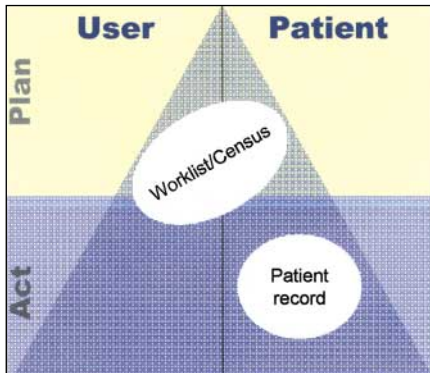 User Patient
Plan
Worklist/Census
Act
Patient
record